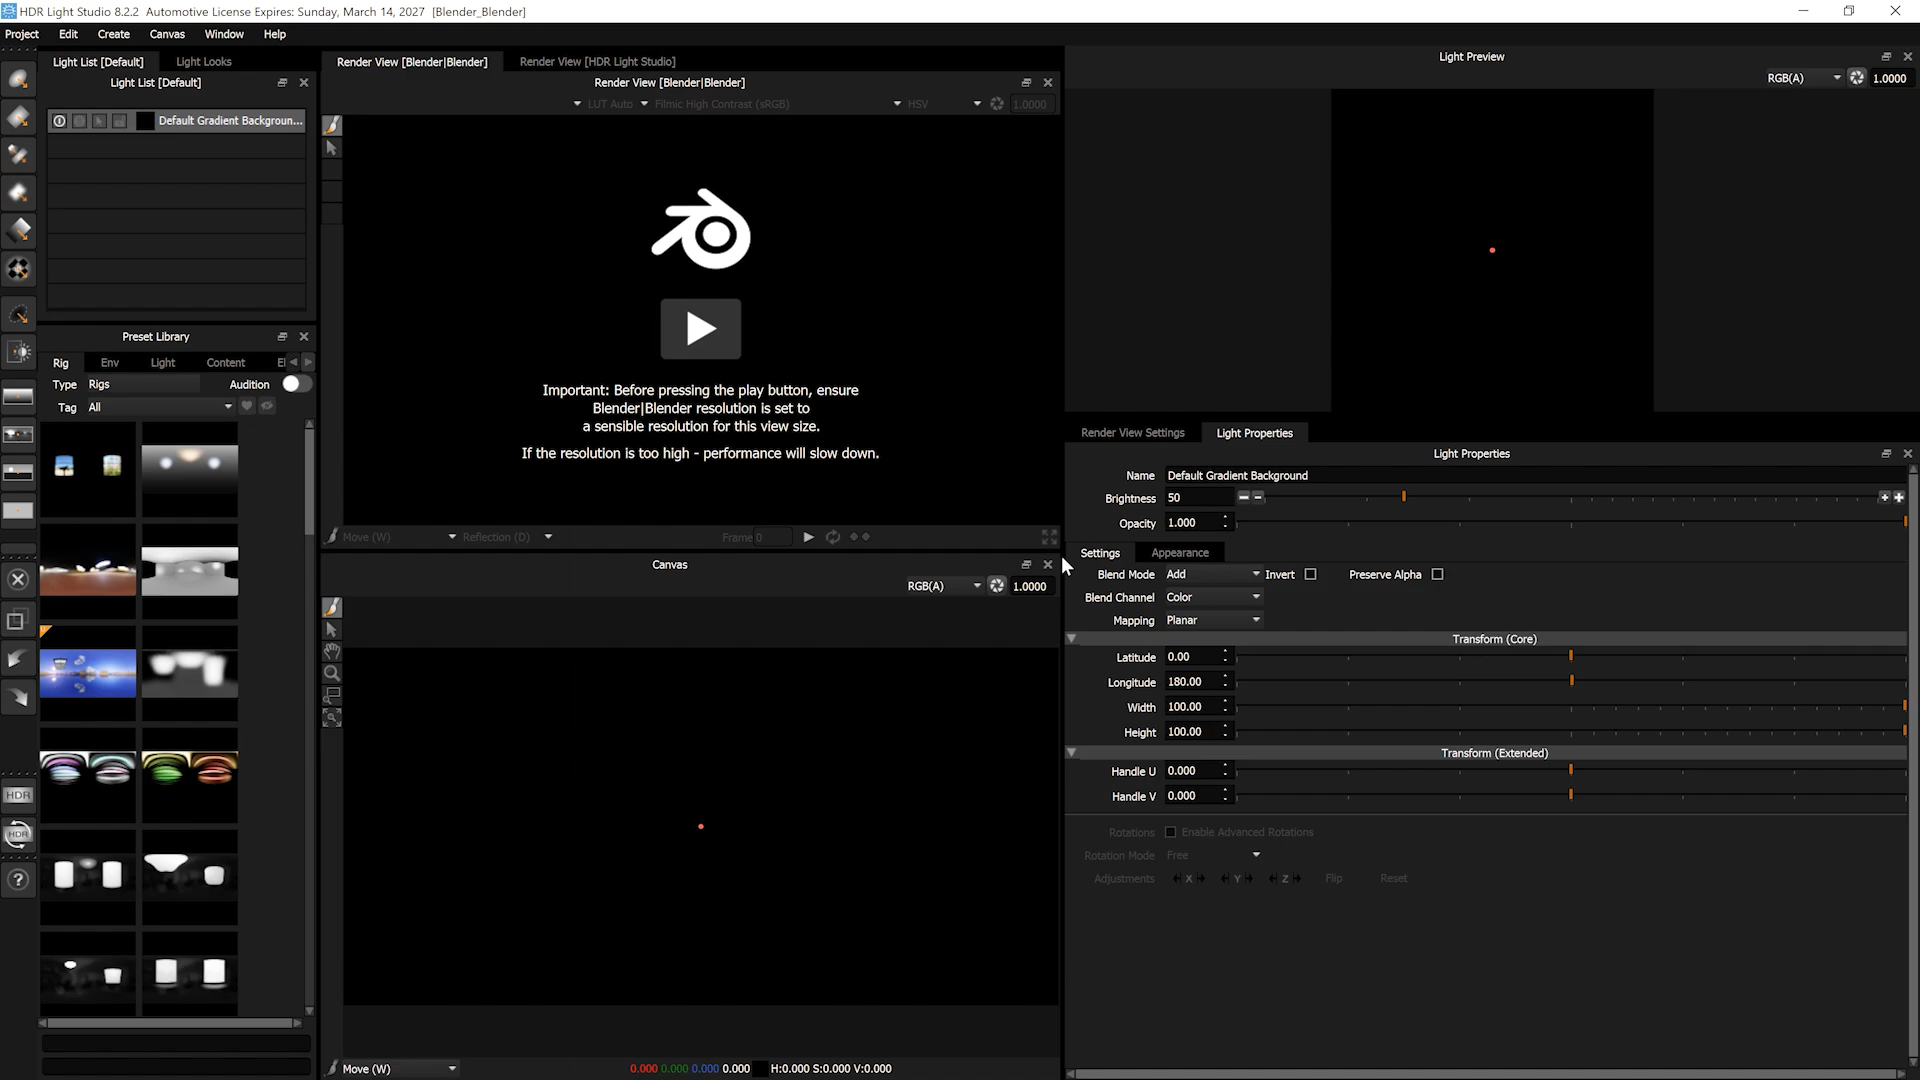 HDR Light Studio 8.2.2  Automotive License Expires: Sunday, March 14, 2027  [Blender_Blender]
Project Edit Create Canvas Window Help
Light List [Default] Light Looks
Light List [Default]
Default Gradient Backgroun...
Preset Library
Rig Env Light Content
Type Rigs Audition
Tag All
HDR
HDR
?
Render View [Blender|Blender] Render View [HDR Light Studio]
Render View [Blender|Blender]
LUT Auto Filmic High Contrast (sRGB) HSV 1.0000
Important: Before pressing the play button, ensure
Blender|Blender resolution is set to
a sensible resolution for this view size.
If the resolution is too high - performance will slow down.
Move (W) Reflection (D) Frame 0
Canvas
RGB(A) 1.0000
Move (W) 0.000 0.000 0.000 0.000 H:0.000 S:0.000 V:0.000
Light Preview
RGB(A) 1.0000
Render View Settings Light Properties
Light Properties
Name Default Gradient Background
Brightness 50
Opacity 1.000
Settings Appearance
Blend Mode Add Invert Preserve Alpha
Blend Channel Color
Mapping Planar
Transform (Core)
Latitude 0.00
Longitude 180.00
Width 100.00
Height 100.00
Transform (Extended)
Handle U 0.000
Handle V 0.000
Rotations Enable Advanced Rotations
Rotation Mode Free
Adjustments X Y Z Flip Reset